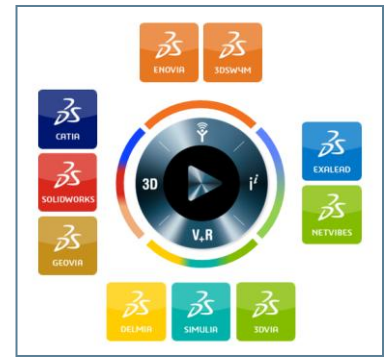 ENOVIA
3DSWYM
CATIA
SOLIDWORKS
GEOVIA
3D
i
V+R
EXALEAD
NETVIBES
DELMIA
SIMULIA
3DVIA